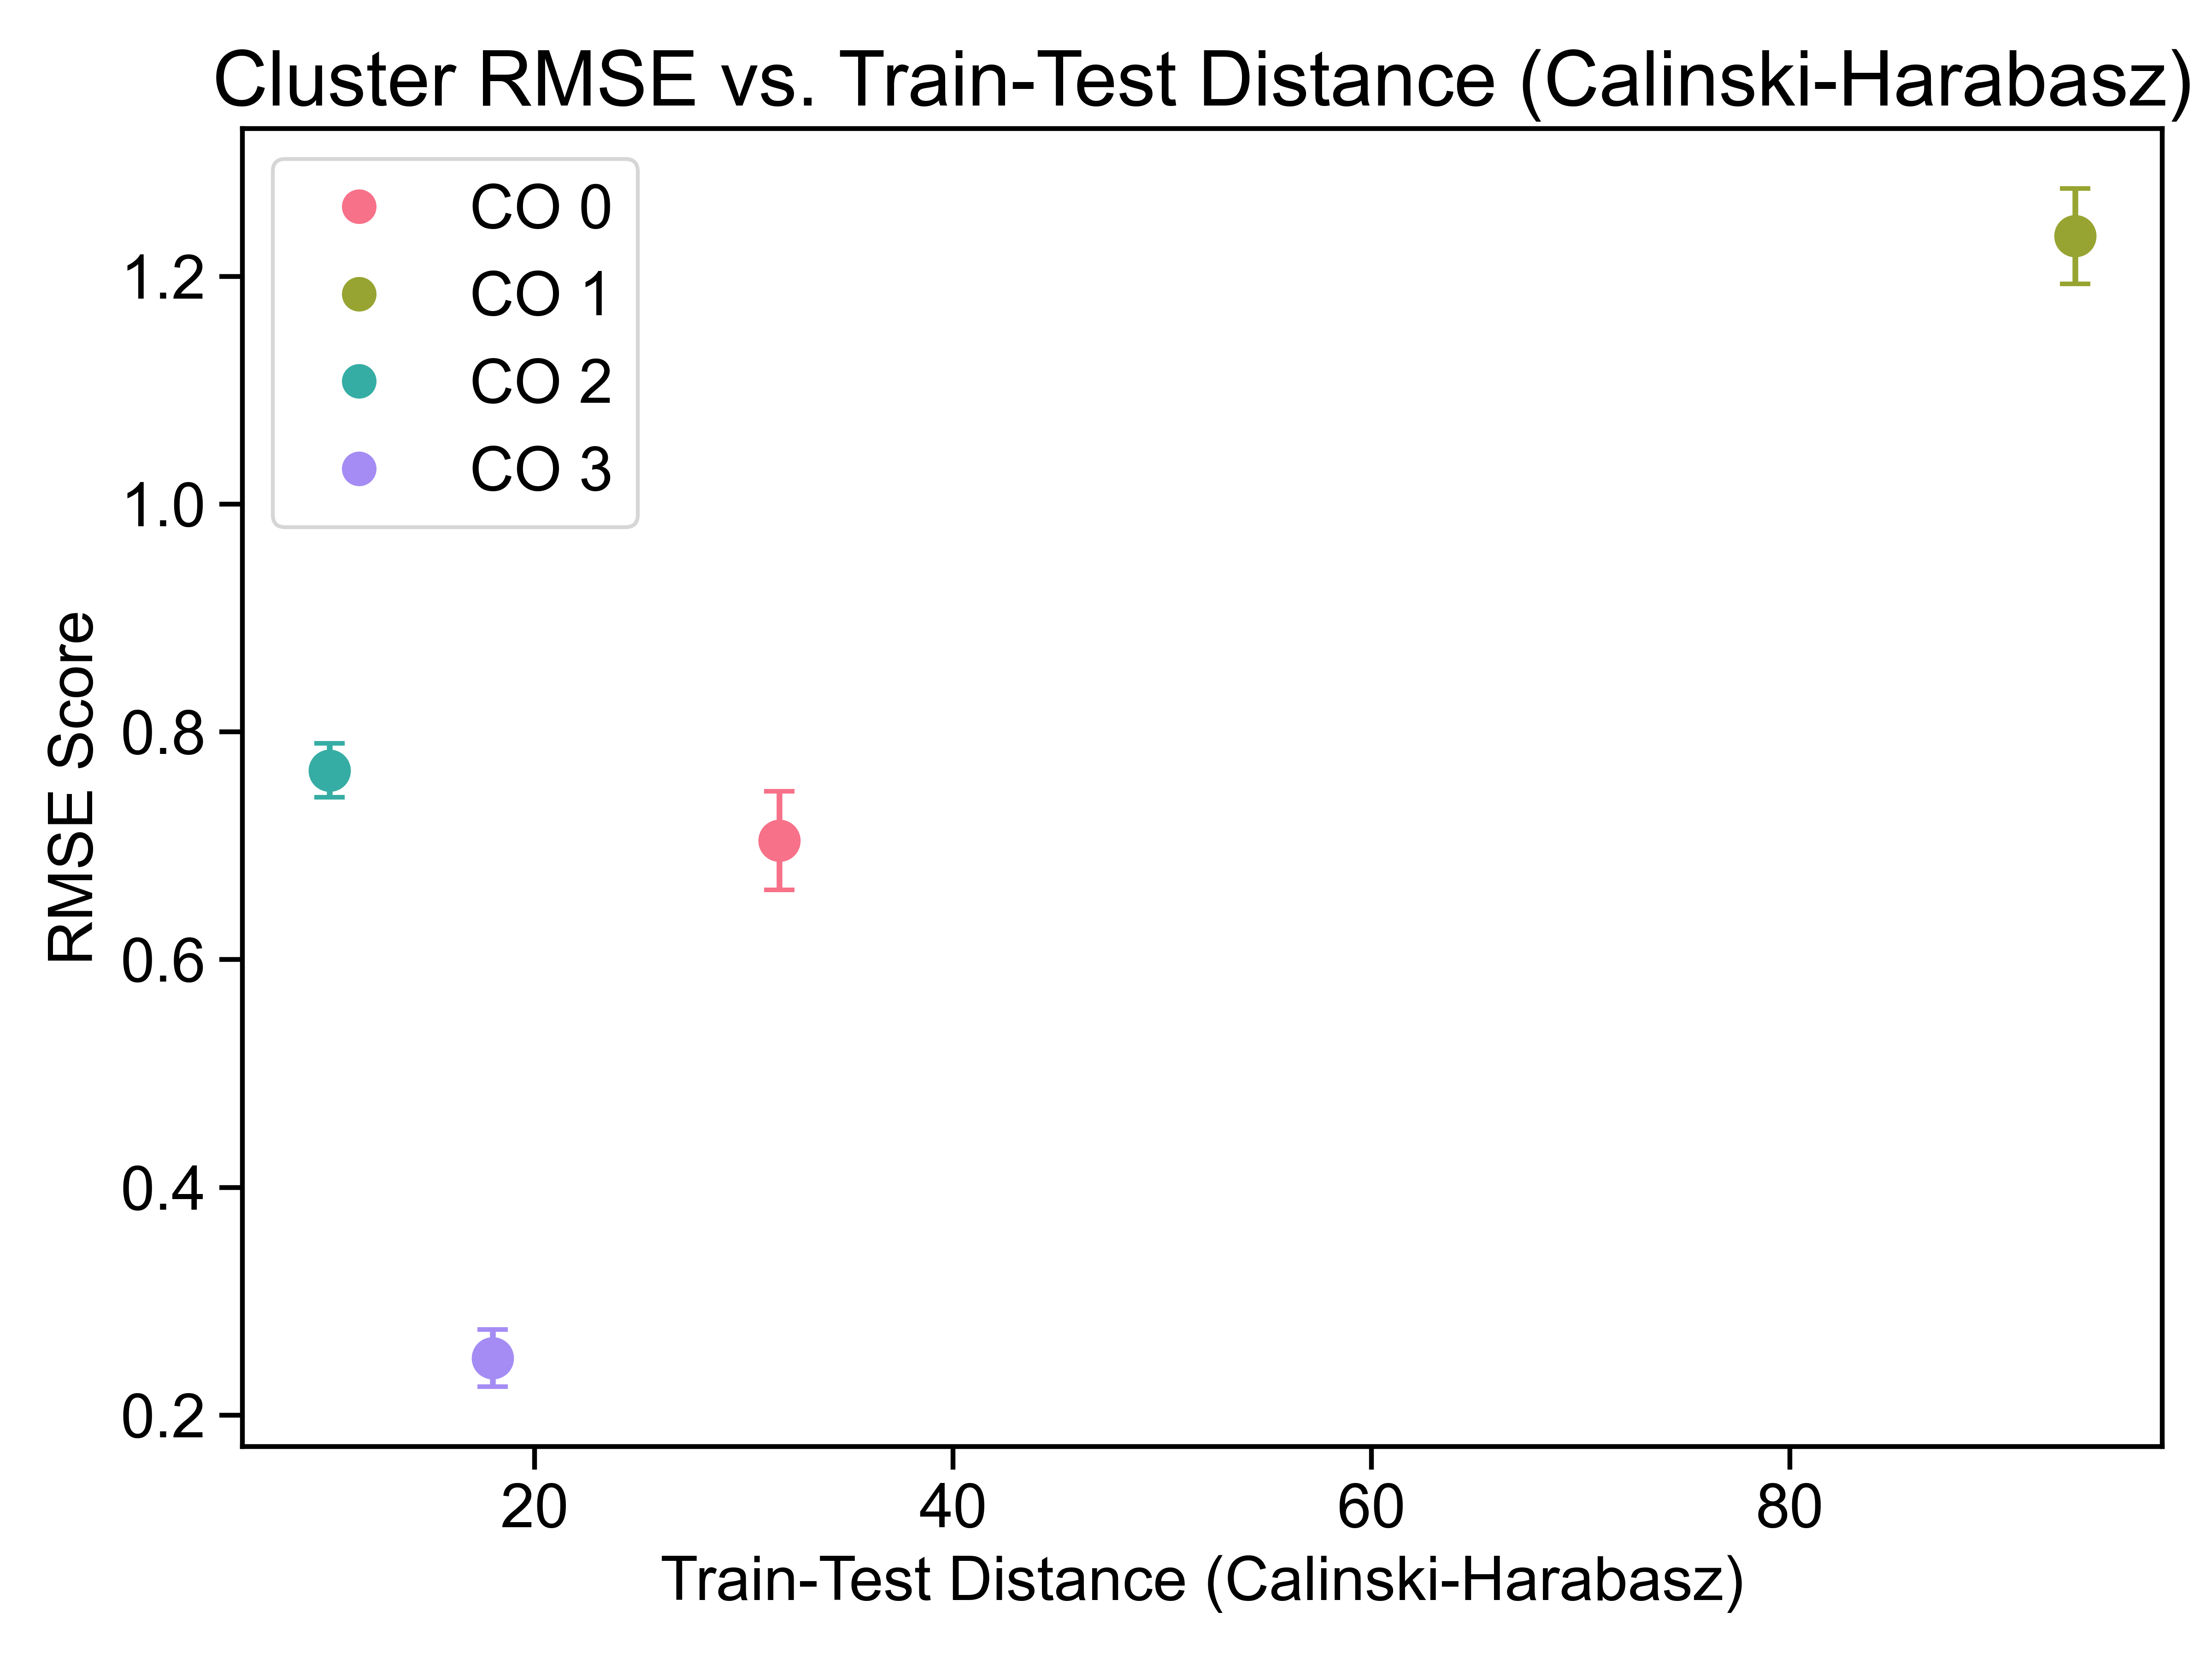 Cluster RMSE vs. Train-Test Distance (Calinski-Harabasz)
CO 0
CO 1
CO 2
CO 3
RMSE Score
1.2
1.0
0.8
0.6
0.4
0.2
20 40 60 80
Train-Test Distance (Calinski-Harabasz)